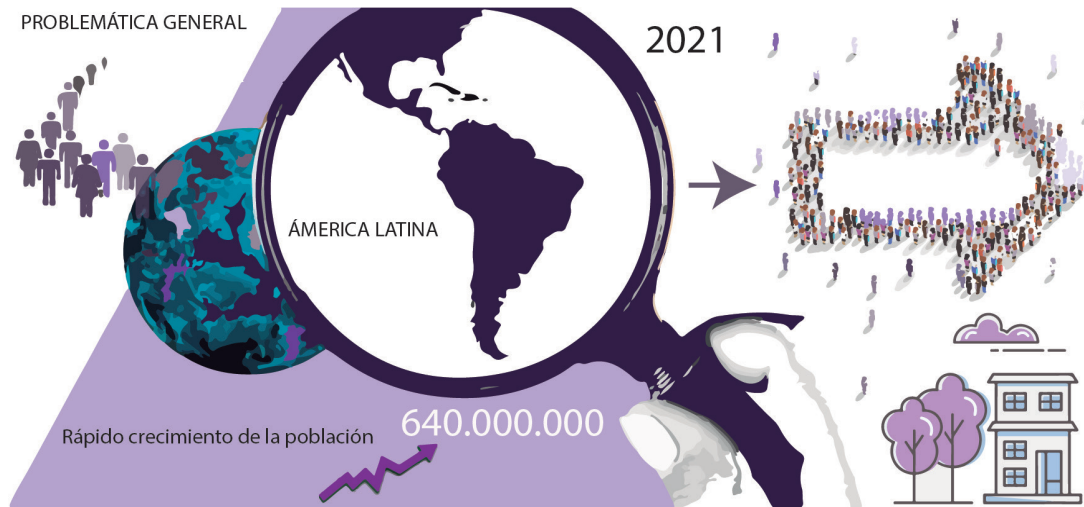 PROBLEMÁTICA GENERAL
2021
ÁMERICA LATINA
640.000.000
Rápido crecimiento de la población